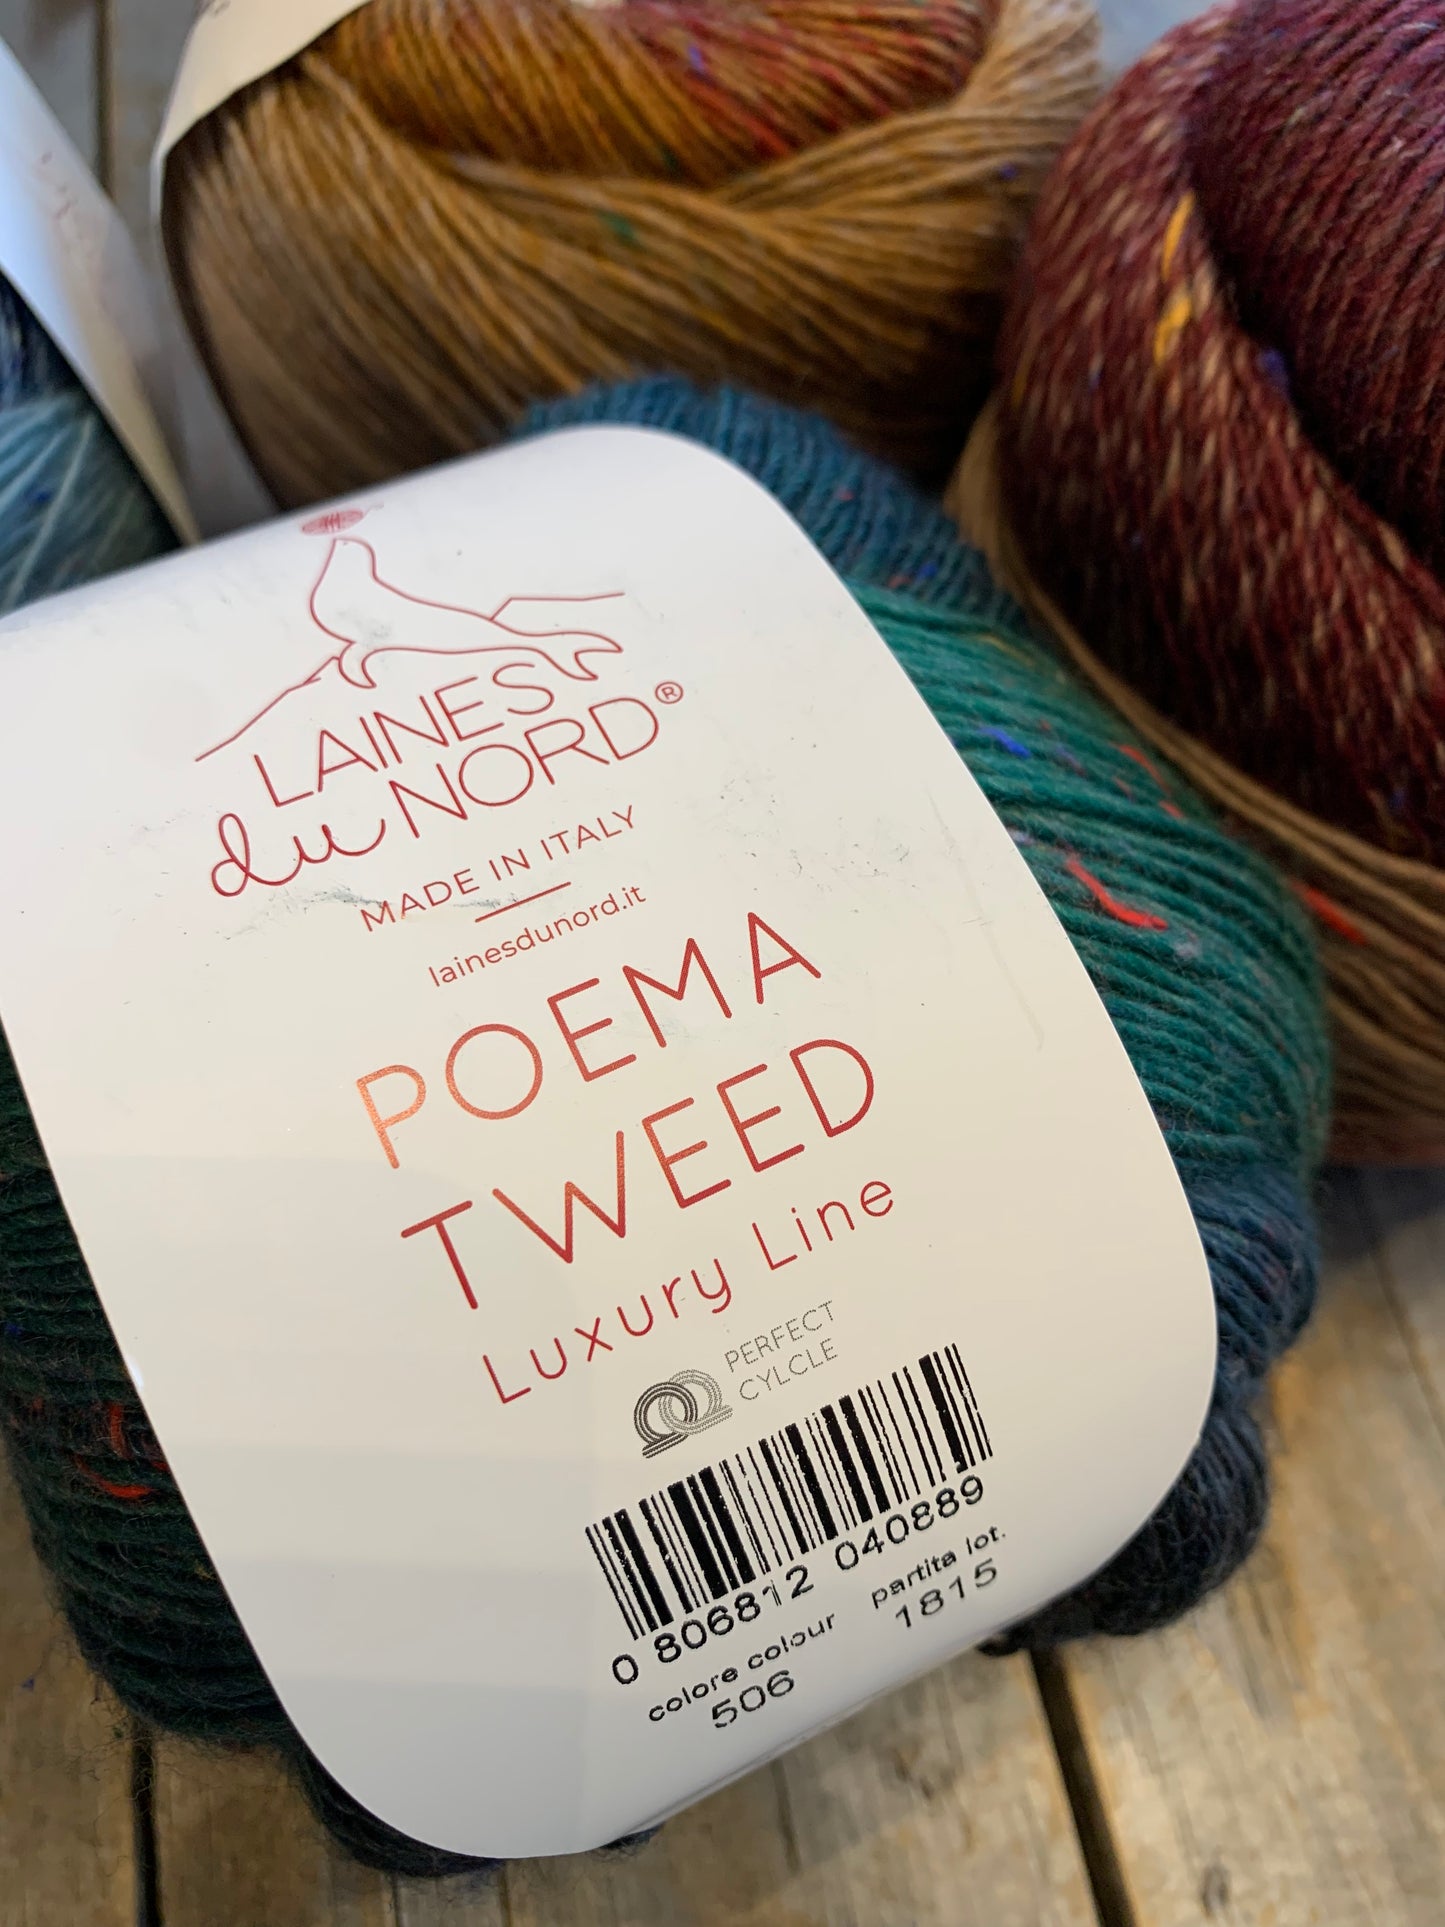 LAINES
du NORD®
MADE IN ITALY
lainesdunord.it
POEMA
TWEED
Luxury Line
PERFECT
CYLCLE
0 806812 040889
colore colour partita lot.
506 1815